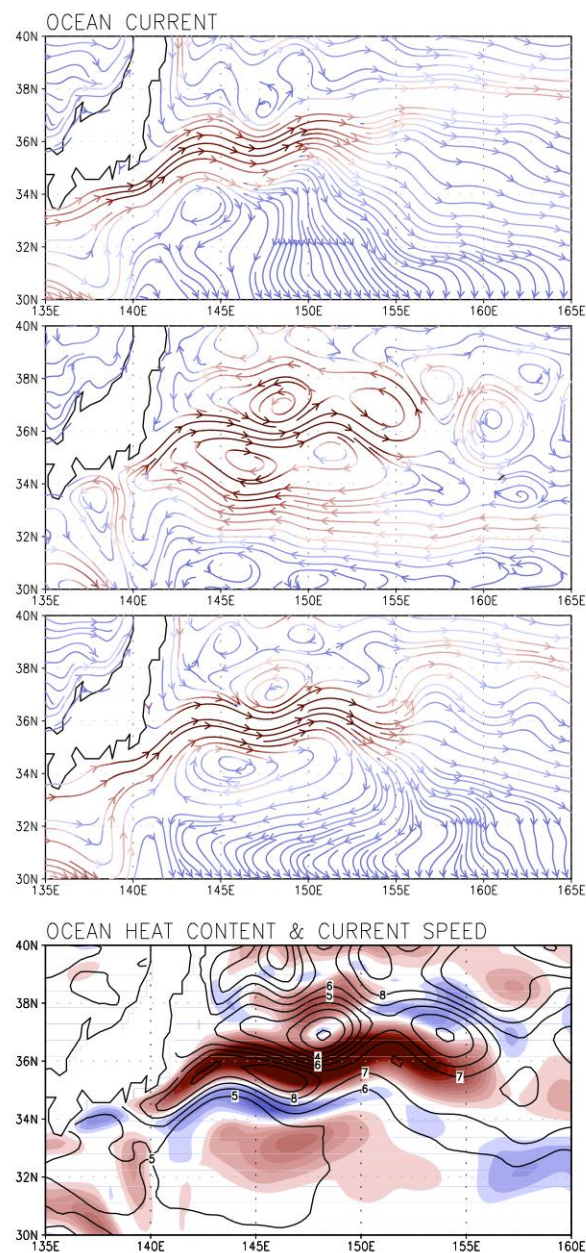 OCEAN CURRENT
40N
38N
36N
34N
32N
30N
135E 140E 145E 150E 155E 160E 165E
40N
38N
36N
34N
32N
30N
135E 140E 145E 150E 155E 160E 165E
40N
38N
36N
34N
32N
30N
135E 140E 145E 150E 155E 160E 165E
OCEAN HEAT CONTENT & CURRENT SPEED
40N
6
8
38N
5
4
36N
6
7
7
5
8
6
34N
5
32N
30N
135E 140E 145E 150E 155E 160E